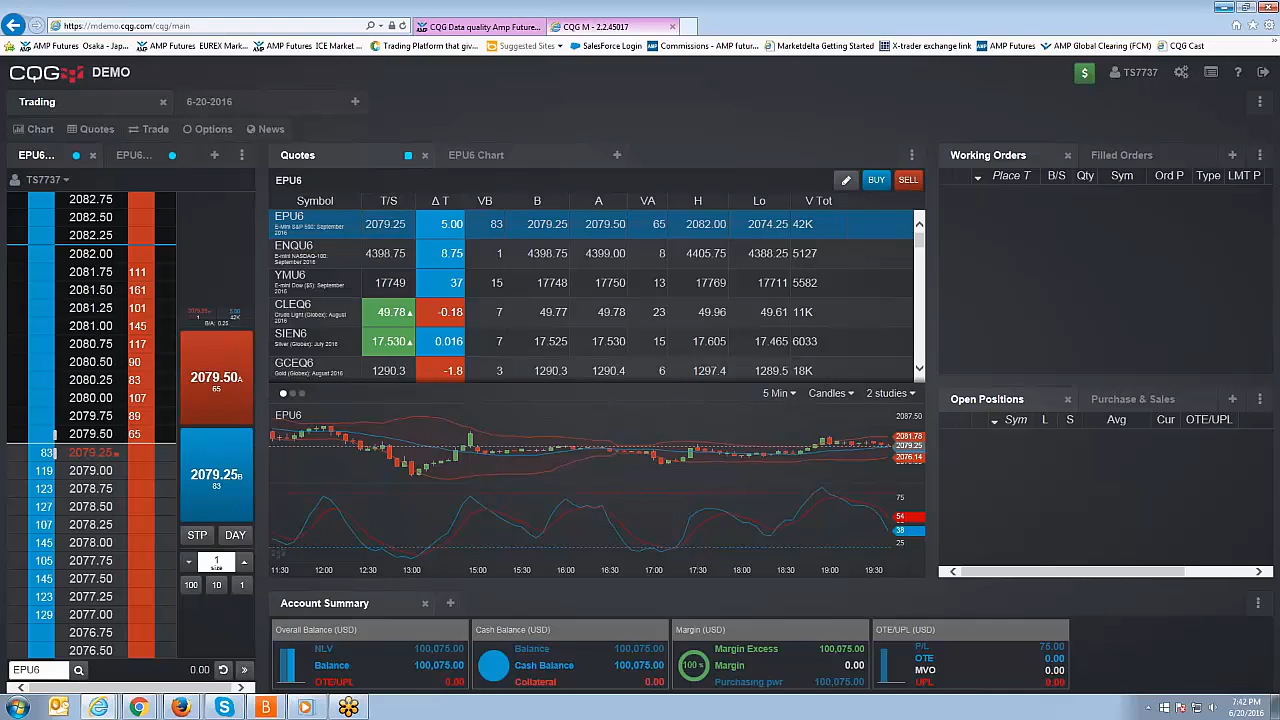 https://mdemo.cqg.com/cqg/main
CQG Data quality Amp Future...
CQG M - 2.2.45017
AMP Futures Osaka - Jap...
AMP Futures EUREX Mark...
AMP Futures ICE Market ...
Trading Platform that giv...
Suggested Sites
SalesForce Login
Commissions - AMP futur...
Marketdelta Getting Started
X-trader exchange link
AMP Futures
AMP Global Clearing (FCM)
CQG Cast
CQG DEMO
$ TS7737 ?
Trading 6-20-2016
Chart Quotes Trade Options News
EPU6... EPU6...
TS7737
2082.75
2082.50
2082.25
2082.00
2081.75 111
2081.50 161
2081.25 101
2081.00 145
2080.75 117
2080.50 90
2080.25 83
2080.00 107
2079.75 89
2079.50 65
83 2079.25
119 2079.00
123 2078.75
127 2078.50
107 2078.25
145 2078.00
105 2077.75
145 2077.50
123 2077.25
129 2077.00
2076.75
2076.50
2079.25 5.00
1 42K
B/A: 0.25
2079.50A
65
2079.25B
83
STP DAY
1
size
100 10 1
EPU6 0.00
Quotes EPU6 Chart
EPU6 BUY SELL
Symbol T/S Δ T VB B A VA H Lo V Tot
EPU6 2079.25 5.00 83 2079.25 2079.50 65 2082.00 2074.25 42K
E-Mini S&P 500: September 2016
ENQU6 4398.75 8.75 1 4398.75 4399.00 8 4405.75 4388.25 5127
E-mini NASDAQ-100: September 2016
YMU6 17749 37 15 17748 17750 13 17769 17711 5582
E-mini Dow ($5): September 2016
CLEQ6 49.78 -0.18 7 49.77 49.78 23 49.96 49.61 11K
Crude Light (Globex): August 2016
SIEN6 17.530 0.016 7 17.525 17.530 15 17.605 17.465 6033
Silver (Globex): July 2016
GCEQ6 1290.3 -1.8 3 1290.3 1290.4 6 1297.4 1289.5 18K
Gold (Globex): August 2016
5 Min Candles 2 studies
EPU6
2087.50
2081.78
2079.25
2076.14
75
54
38
25
11:30 12:00 12:30 13:00 15:00 15:30 16:00 16:30 17:00 17:30 18:00 18:30 19:00 19:30
Working Orders Filled Orders
Place T B/S Qty Sym Ord P Type LMT P
Open Positions Purchase & Sales
Sym L S Avg Cur OTE/UPL
Account Summary
Overall Balance (USD)
NLV 100,075.00
Balance 100,075.00
OTE/UPL 0.00
Cash Balance (USD)
Balance 100,075.00
Cash Balance 100,075.00
Collateral 0.00
Margin (USD)
100 %
Margin Excess 100,075.00
Margin 0.00
Purchasing pwr 100,075.00
OTE/UPL (USD)
P/L 75.00
OTE 0.00
MVO 0.00
UPL 0.00
7:42 PM
6/20/2016